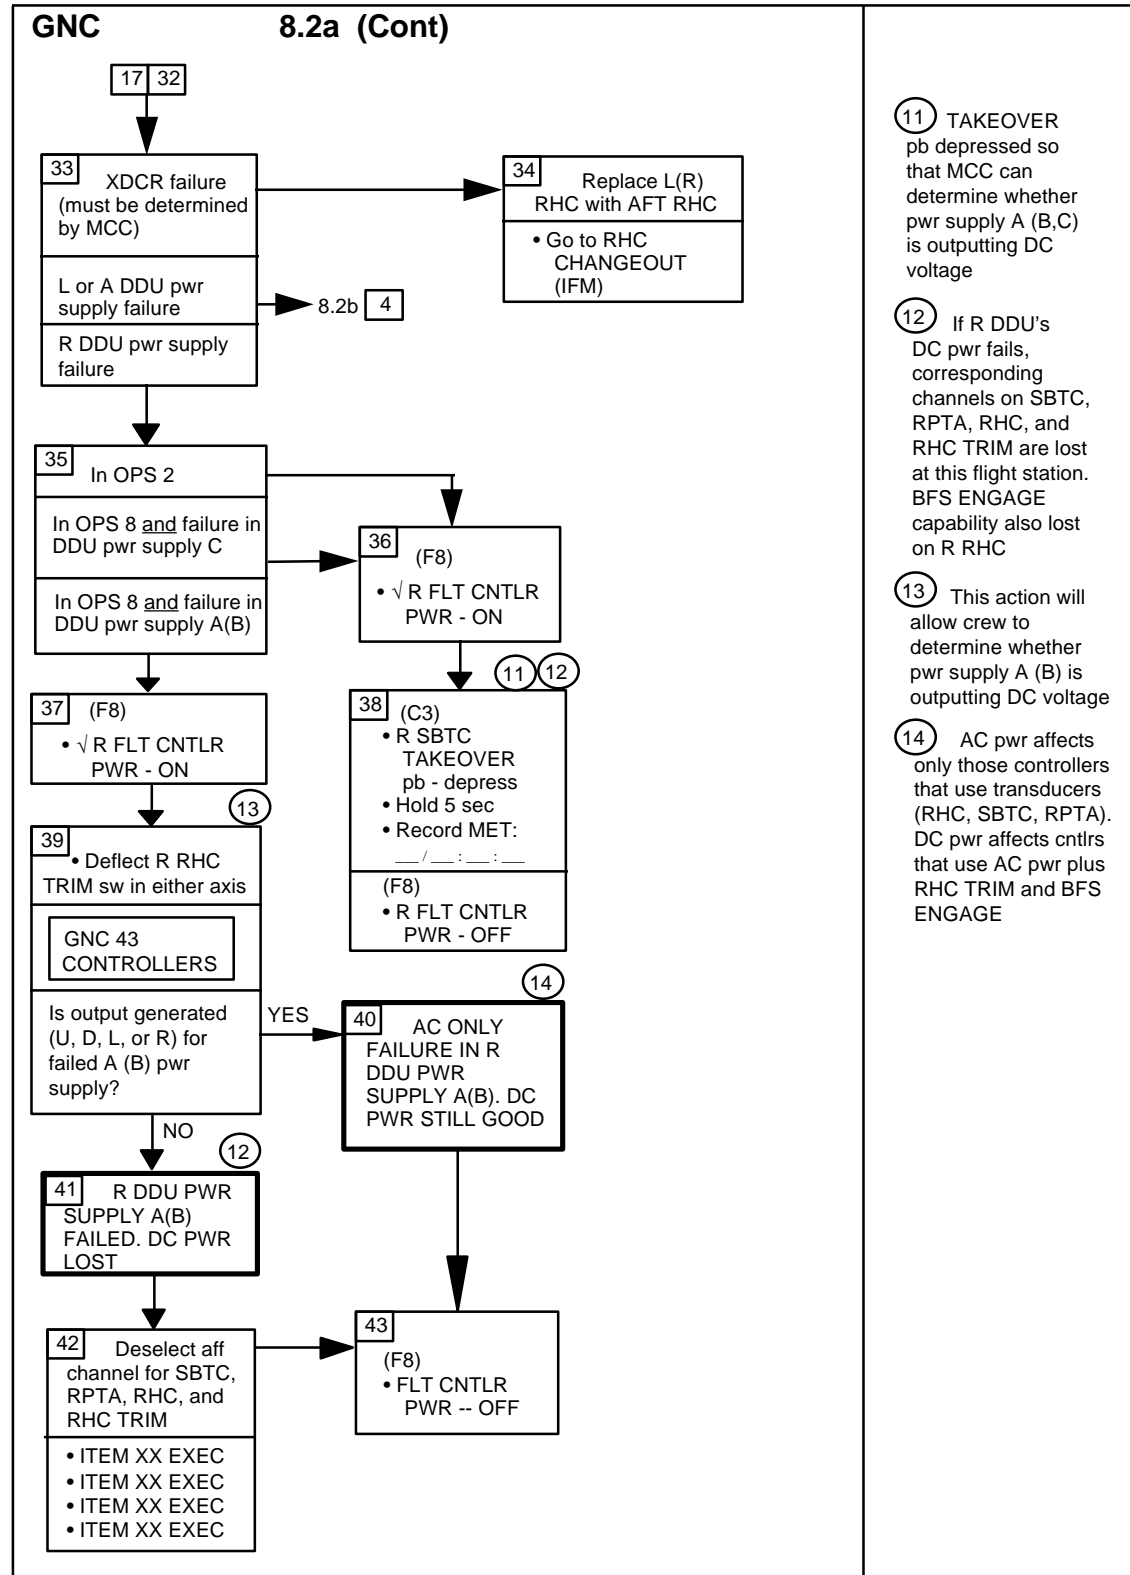 GNC 8.2a (Cont)
17 32
33
XDCR failure
(must be determined
by MCC)
L or A DDU pwr
supply failure
R DDU pwr supply
failure
34
Replace L(R)
RHC with AFT RHC
• Go to RHC
CHANGEOUT
(IFM)
8.2b 4
35
In OPS 2
In OPS 8 and failure in
DDU pwr supply C
In OPS 8 and failure in
DDU pwr supply A(B)
36
(F8)
• √ R FLT CNTLR
PWR - ON
37 (F8)
• √ R FLT CNTLR
PWR - ON
11 12
38
(C3)
• R SBTC
TAKEOVER
pb - depress
• Hold 5 sec
• Record MET:
__ / __ : __ : __
(F8)
• R FLT CNTLR
PWR - OFF
13
39
• Deflect R RHC
TRIM sw in either axis
GNC 43
CONTROLLERS
Is output generated
(U, D, L, or R) for
failed A (B) pwr
supply?
YES
NO
14
40
AC ONLY
FAILURE IN R
DDU PWR
SUPPLY A(B). DC
PWR STILL GOOD
12
41 R DDU PWR
SUPPLY A(B)
FAILED. DC PWR
LOST
42 Deselect aff
channel for SBTC,
RPTA, RHC, and
RHC TRIM
• ITEM XX EXEC
• ITEM XX EXEC
• ITEM XX EXEC
• ITEM XX EXEC
43
(F8)
• FLT CNTLR
PWR -- OFF
11 TAKEOVER
pb depressed so
that MCC can
determine whether
pwr supply A (B,C)
is outputting DC
voltage
12 If R DDU's
DC pwr fails,
corresponding
channels on SBTC,
RPTA, RHC, and
RHC TRIM are lost
at this flight station.
BFS ENGAGE
capability also lost
on R RHC
13 This action will
allow crew to
determine whether
pwr supply A (B) is
outputting DC voltage
14 AC pwr affects
only those controllers
that use transducers
(RHC, SBTC, RPTA).
DC pwr affects cntlrs
that use AC pwr plus
RHC TRIM and BFS
ENGAGE